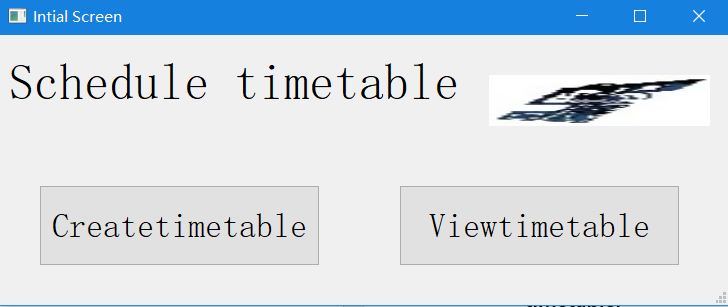 Intial Screen
Schedule timetable
Createtimetable
Viewtimetable